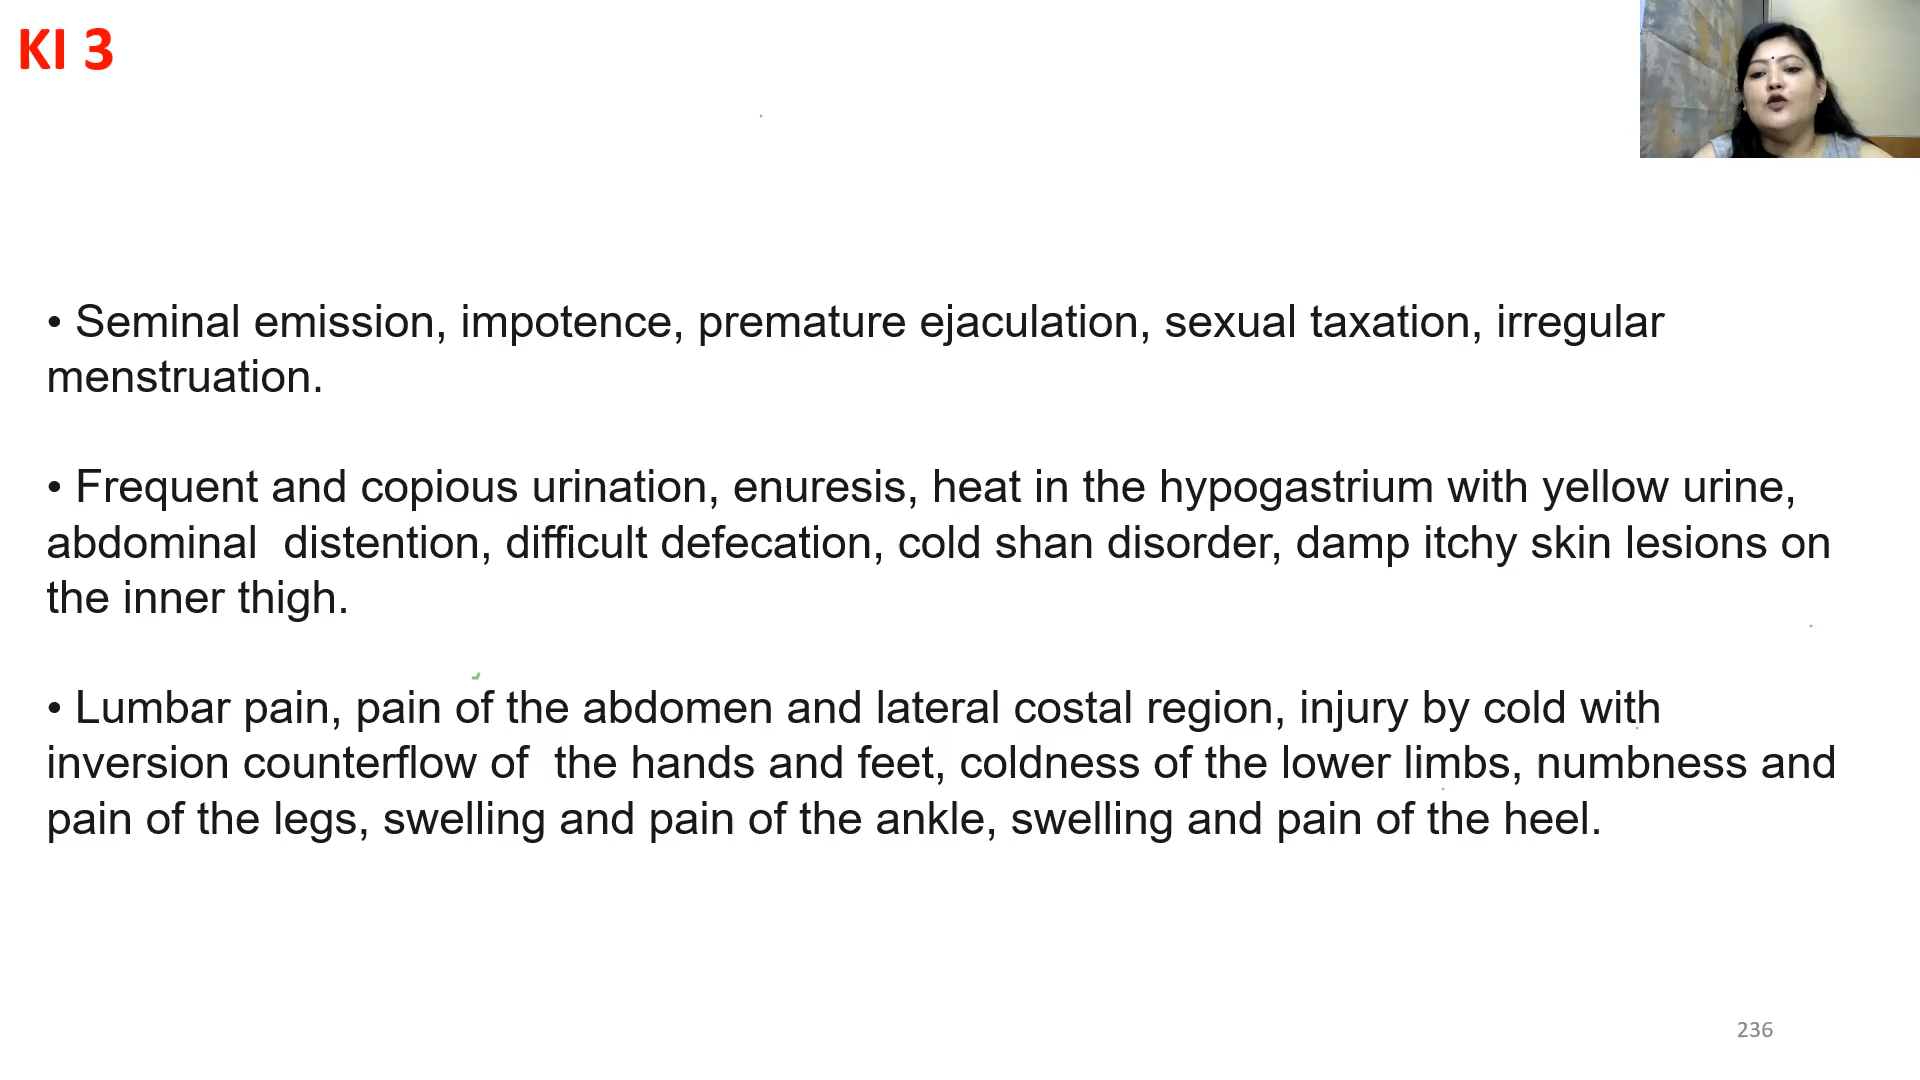 KI 3
• Seminal emission, impotence, premature ejaculation, sexual taxation, irregular
menstruation.
• Frequent and copious urination, enuresis, heat in the hypogastrium with yellow urine,
abdominal  distention, difficult defecation, cold shan disorder, damp itchy skin lesions on
the inner thigh.
• Lumbar pain, pain of the abdomen and lateral costal region, injury by cold with
inversion counterflow of  the hands and feet, coldness of the lower limbs, numbness and
pain of the legs, swelling and pain of the ankle, swelling and pain of the heel.
236